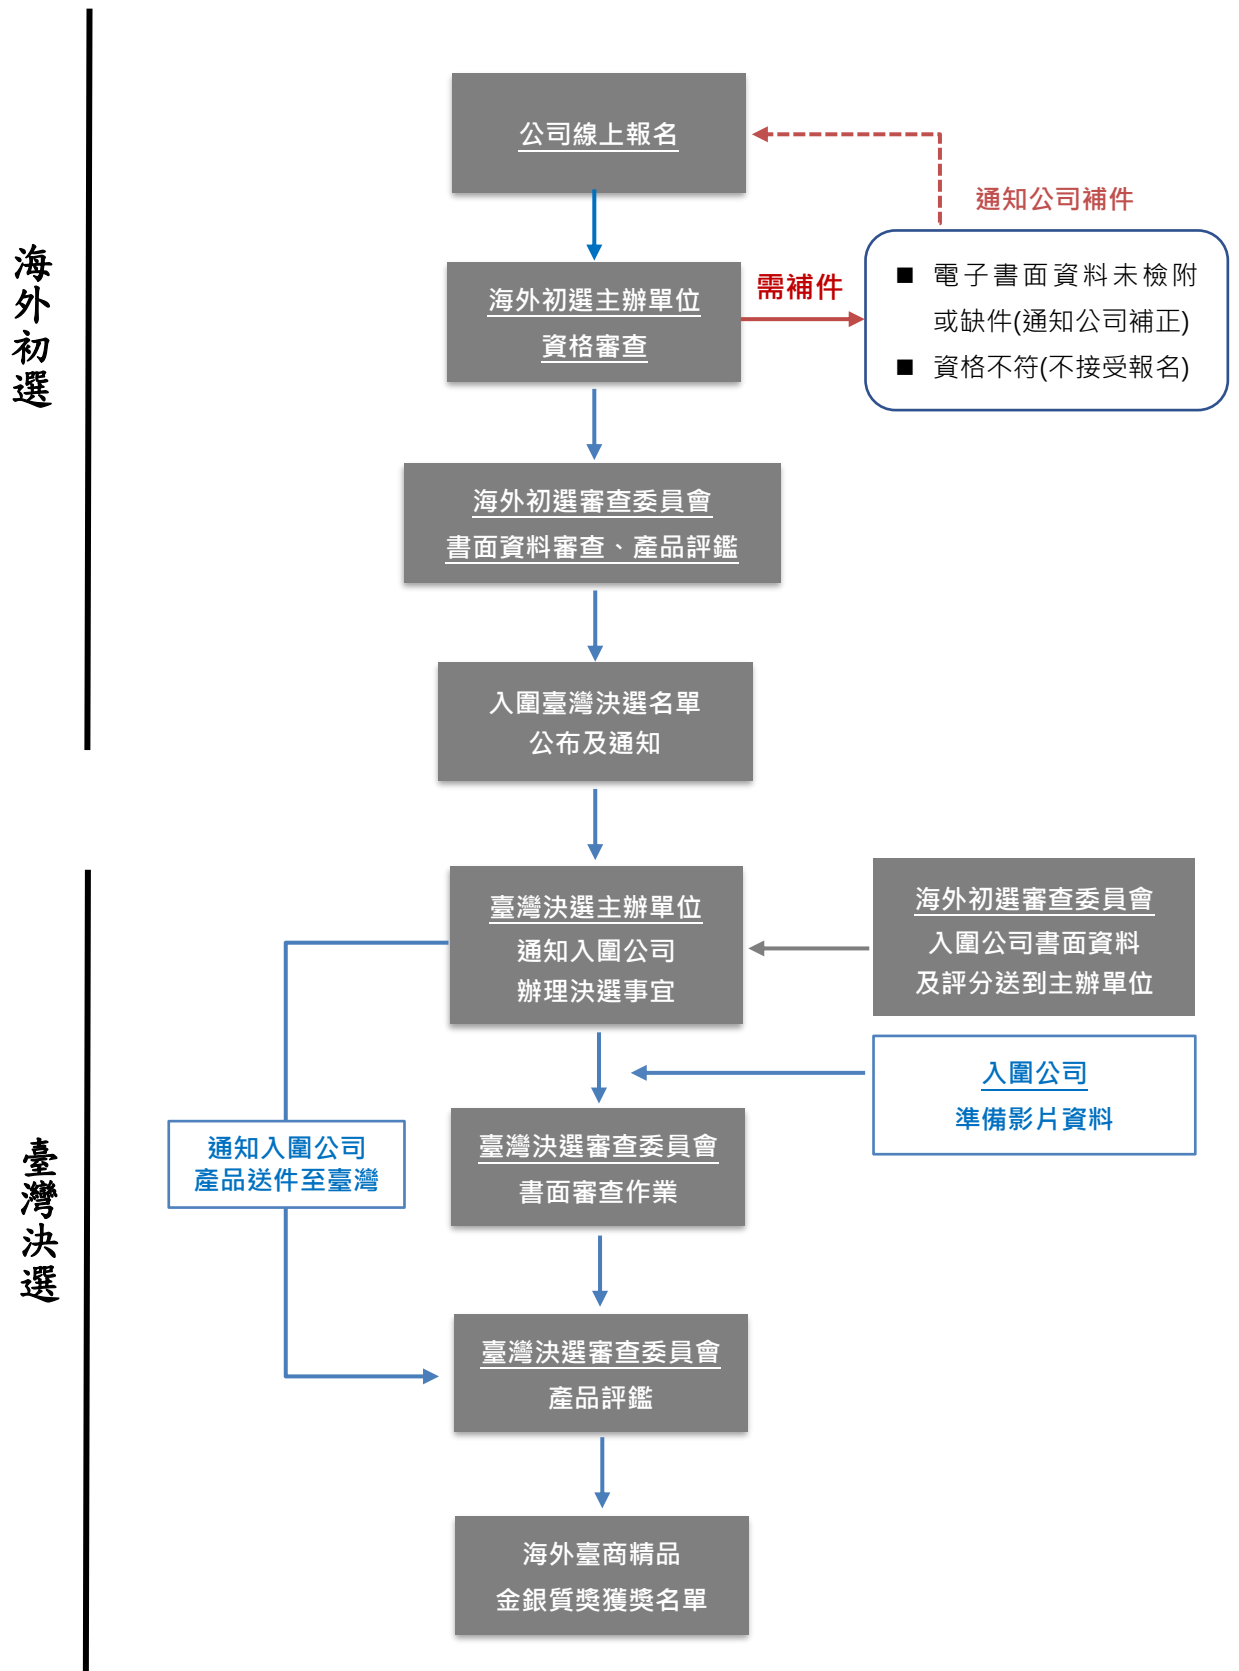 海外初選
公司線上報名
通知公司補件
海外初選主辦單位
資格審查
需補件
■ 電子書面資料未檢附
或缺件(通知公司補正)
■ 資格不符(不接受報名)
海外初選審查委員會
書面資料審查、產品評鑑
入圍臺灣決選名單
公布及通知
臺灣決選
臺灣決選主辦單位
通知入圍公司
辦理決選事宜
海外初選審查委員會
入圍公司書面資料
及評分送到主辦單位
入圍公司
準備影片資料
通知入圍公司
產品送件至臺灣
臺灣決選審查委員會
書面審查作業
臺灣決選審查委員會
產品評鑑
海外臺商精品
金銀質獎獲獎名單